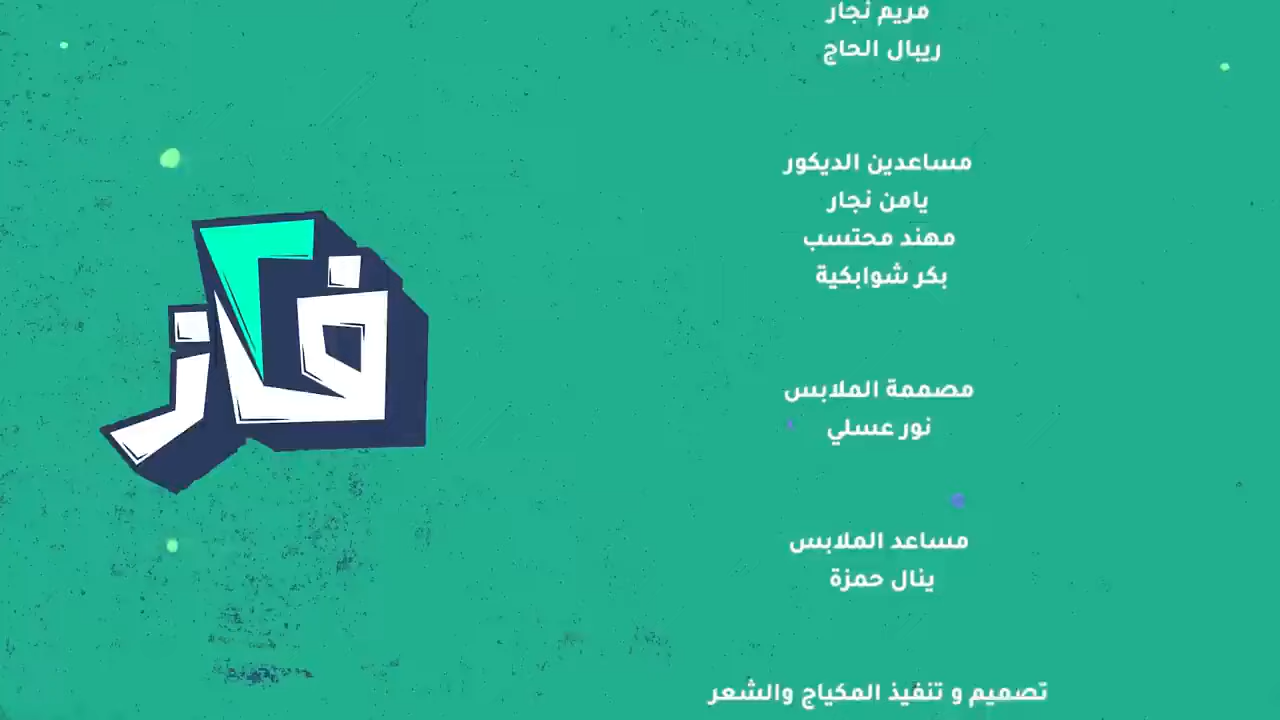 مريم نجار
ريبال الحاج
مساعدين الديكور
يامن نجار
مهند محتسب
بكر شوابكية
مصممة الملابس
نور عسلي
مساعد الملابس
ينال حمزة
تصميم و تنفيذ المكياج والشعر
فاز